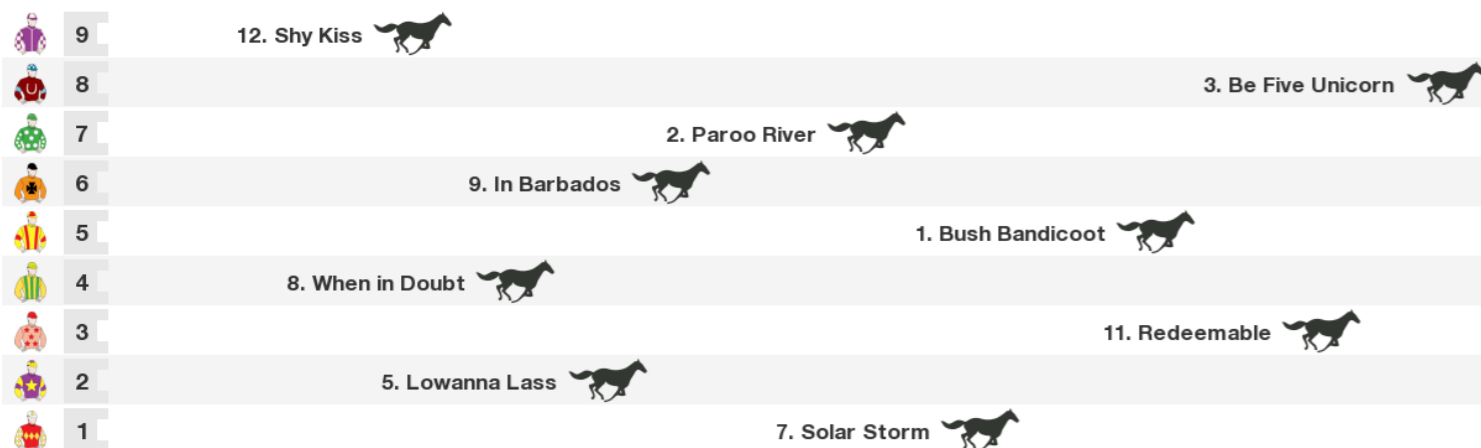 9 12. Shy Kiss
8 3. Be Five Unicorn
7 2. Paroo River
6 9. In Barbados
5 1. Bush Bandicoot
4 8. When in Doubt
3 11. Redeemable
2 5. Lowanna Lass
1 7. Solar Storm